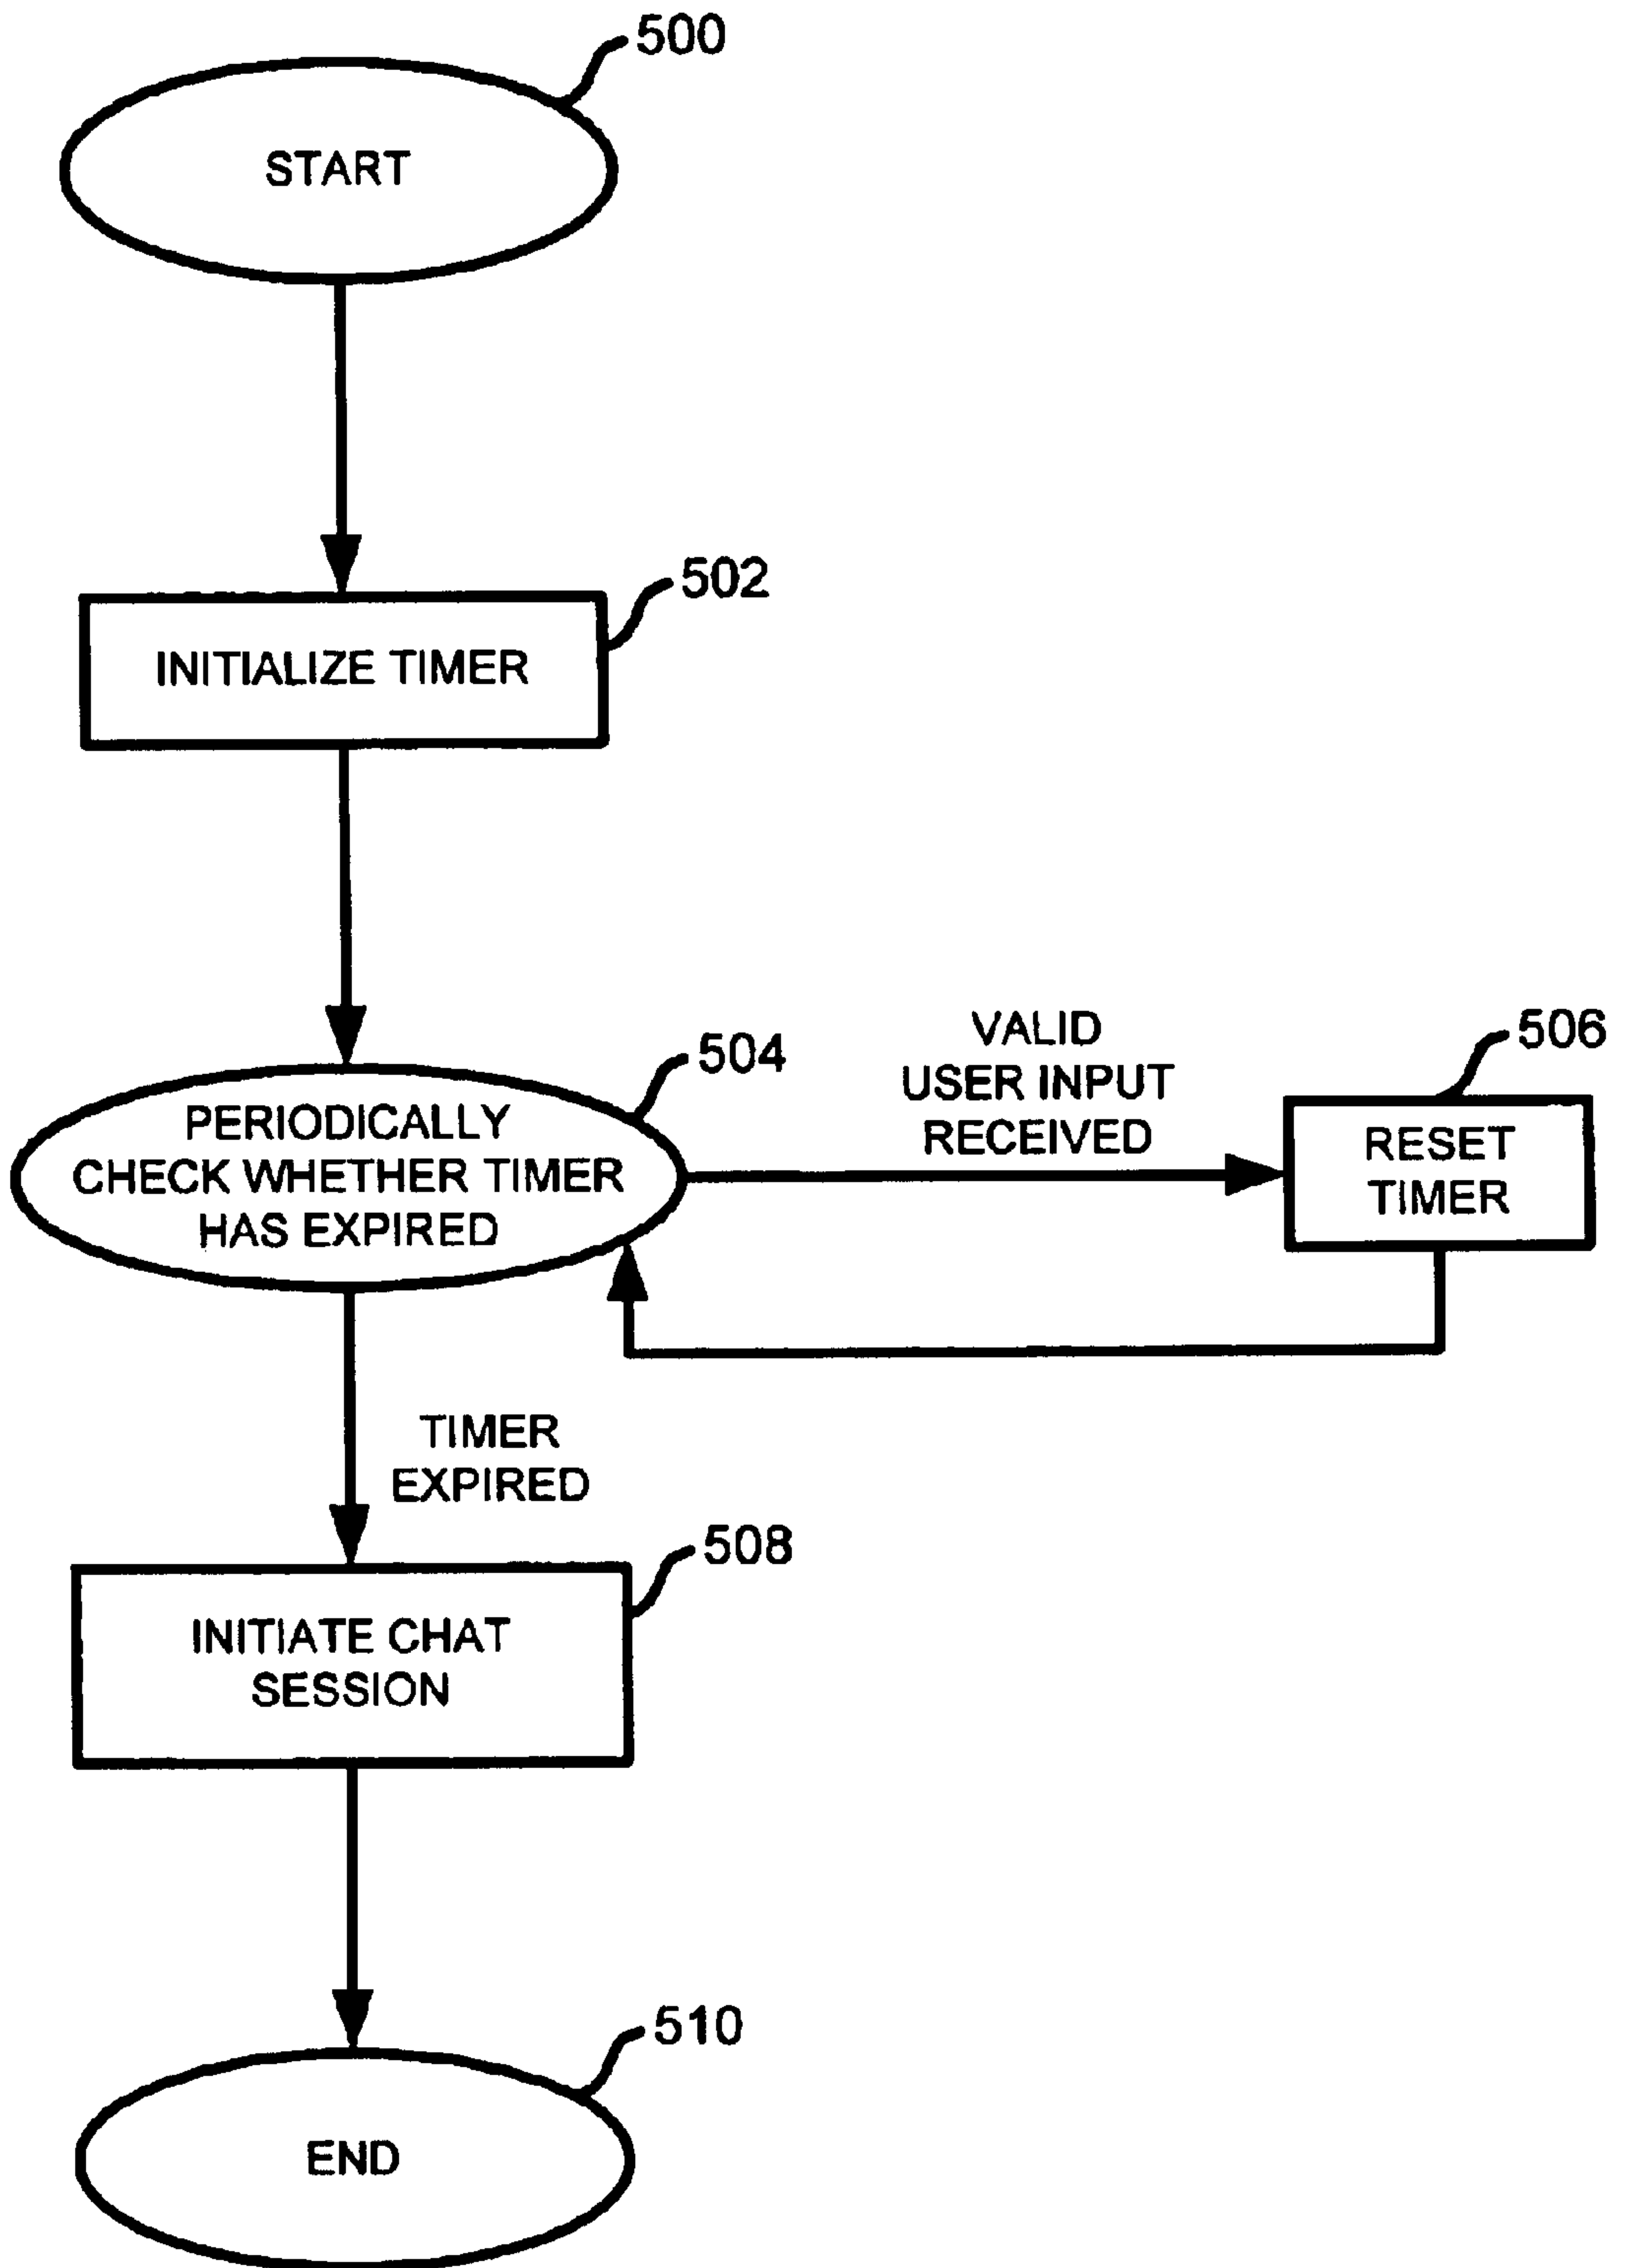 500
START
502
INITIALIZE TIMER
504
PERIODICALLY
CHECK WHETHER TIMER
HAS EXPIRED
VALID
USER INPUT
RECEIVED
506
RESET
TIMER
TIMER
EXPIRED
508
INITIATE CHAT
SESSION
510
END